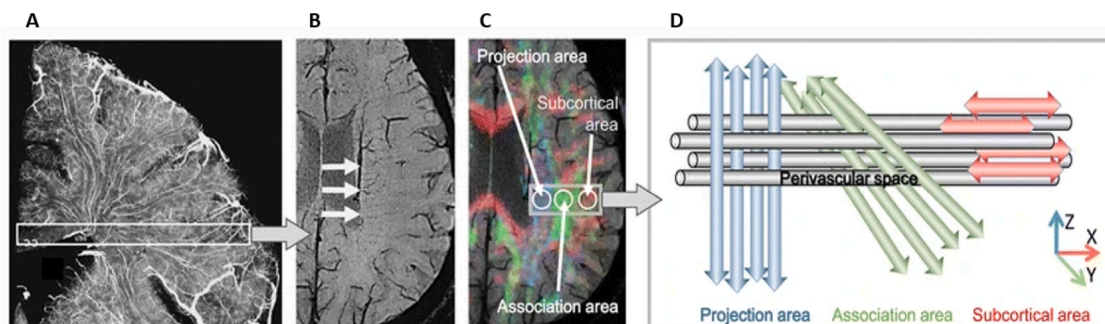 A
B
C
D
Projection area
Subcortical
area
Association area
Perivascular space
Z
X
Y
Projection area
Association area
Subcortical area